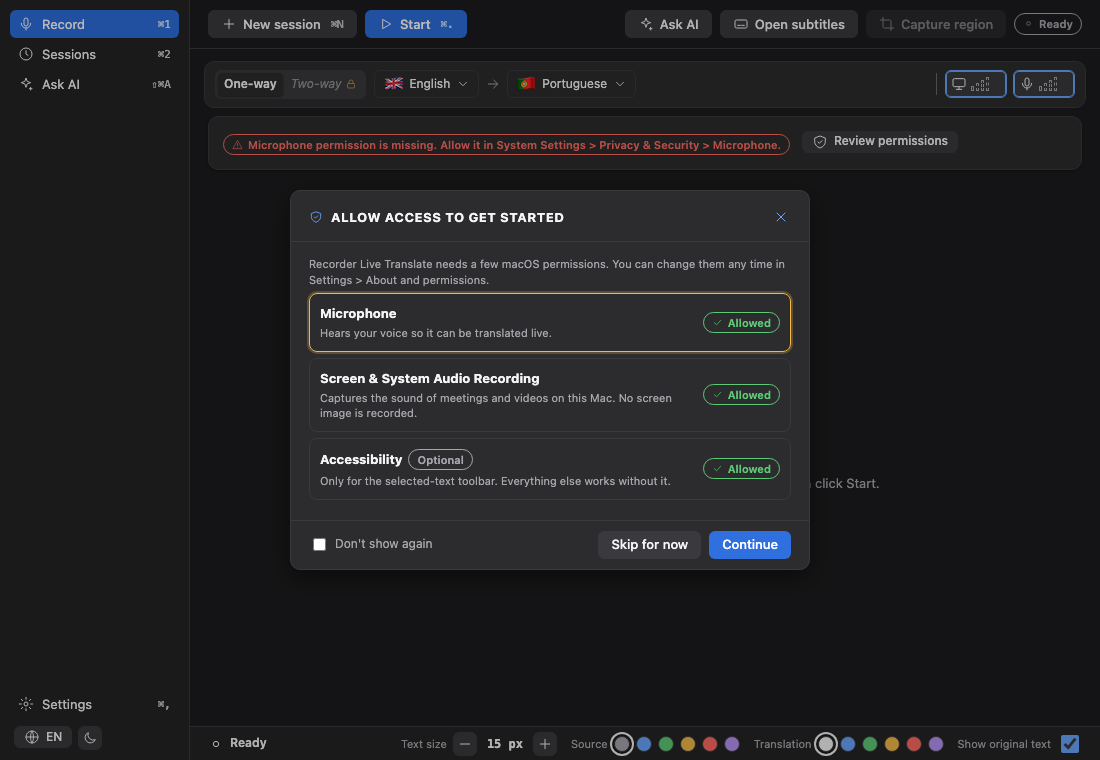 Record ⌘1
Sessions ⌘2
Ask AI ⇧⌘A
New session ⌘N
Start ⌘.
Ask AI
Open subtitles
Capture region
Ready
One-way Two-way
English
Portuguese
Microphone permission is missing. Allow it in System Settings > Privacy & Security > Microphone.
Review permissions
ALLOW ACCESS TO GET STARTED
Recorder Live Translate needs a few macOS permissions. You can change them any time in
Settings > About and permissions.
Microphone
Hears your voice so it can be translated live.
Allowed
Screen & System Audio Recording
Captures the sound of meetings and videos on this Mac. No screen
image is recorded.
Allowed
Accessibility Optional
Only for the selected-text toolbar. Everything else works without it.
Allowed
click Start.
Don't show again
Skip for now
Continue
Settings ⌘,
EN
Ready
Text size 15 px
Source
Translation
Show original text